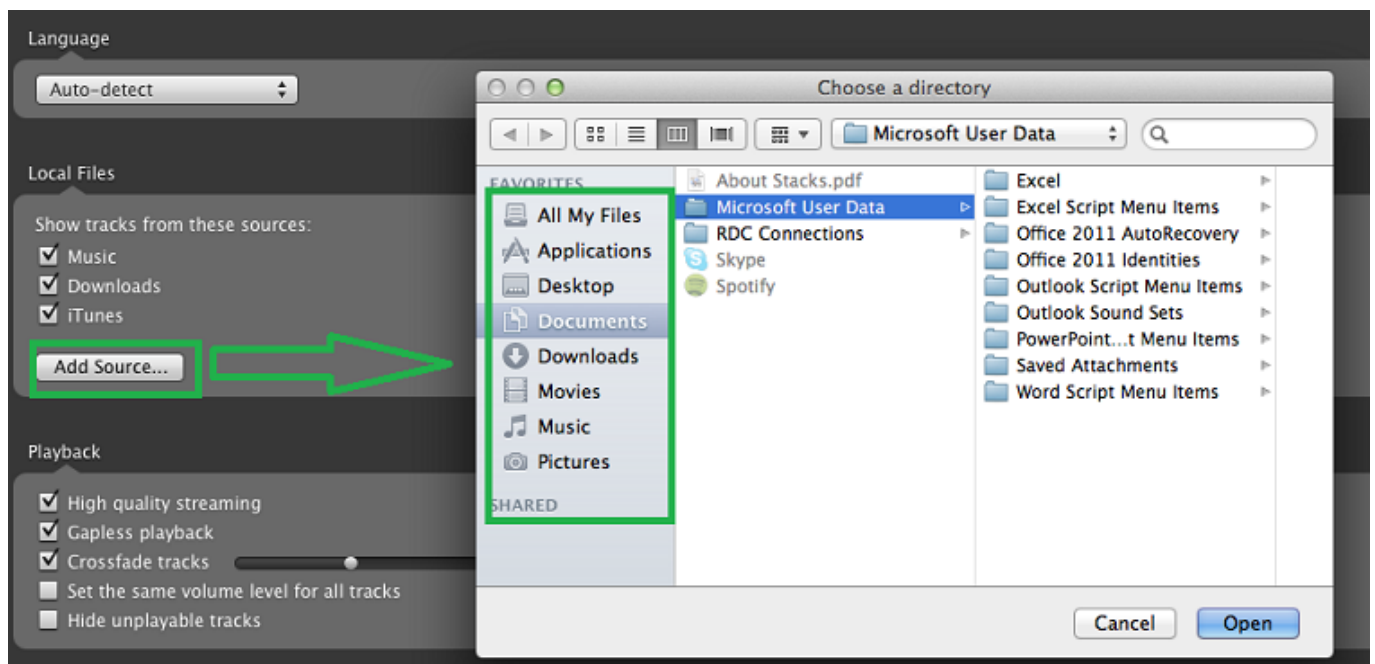 Language
Auto-detect
Local Files
Show tracks from these sources:
Music
Downloads
iTunes
Add Source...
Playback
High quality streaming
Gapless playback
Crossfade tracks
Set the same volume level for all tracks
Hide unplayable tracks
Choose a directory
Microsoft User Data
FAVORITES
All My Files
Applications
Desktop
Documents
Downloads
Movies
Music
Pictures
SHARED
About Stacks.pdf
Microsoft User Data
RDC Connections
Skype
Spotify
Excel
Excel Script Menu Items
Office 2011 AutoRecovery
Office 2011 Identities
Outlook Script Menu Items
Outlook Sound Sets
PowerPoint...t Menu Items
Saved Attachments
Word Script Menu Items
Cancel
Open